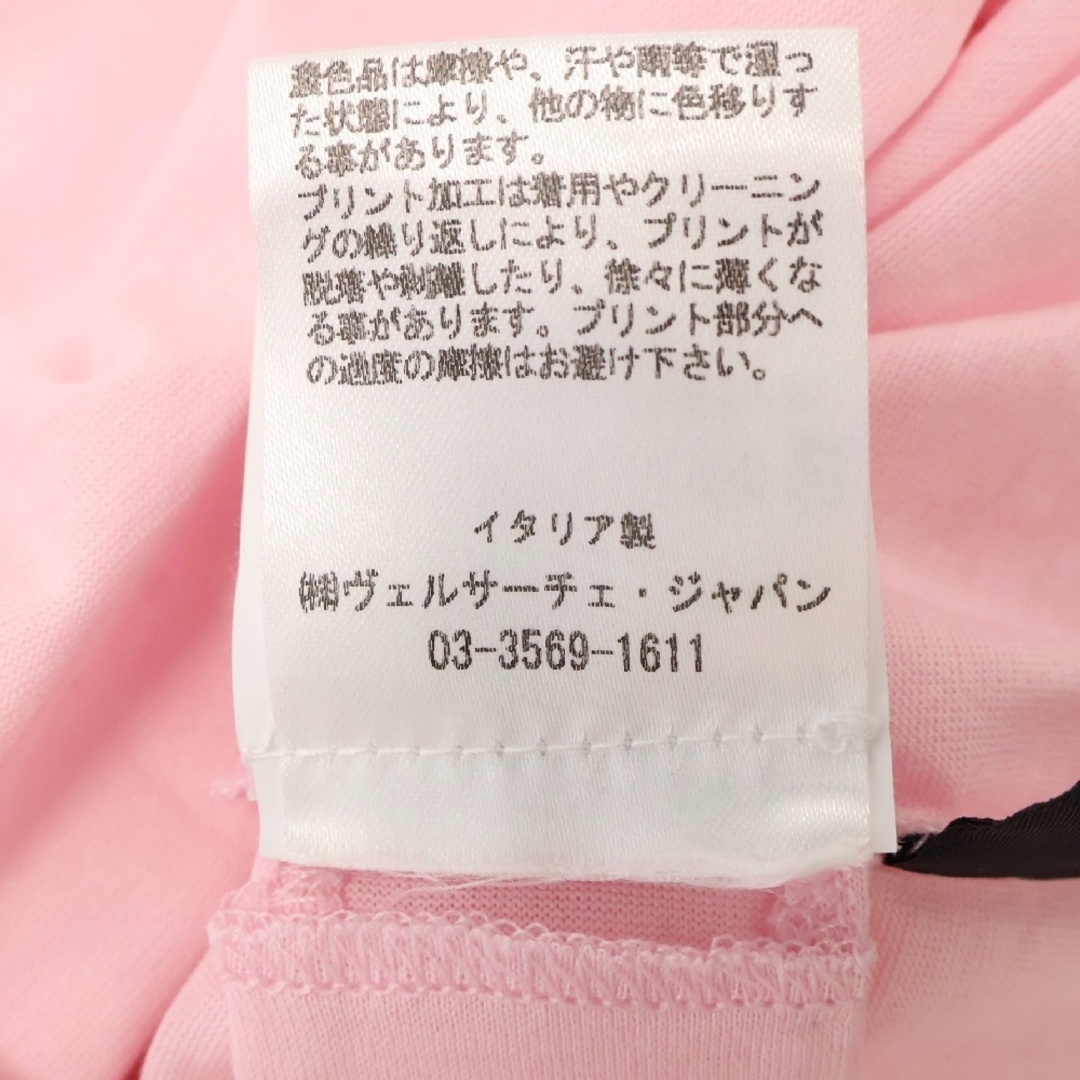 濃色品は摩擦や、汗や雨等で湿っ
た状態により、他の物に色移りす
る事があります。
プリント加工は着用やクリーニン
グの繰り返しにより、プリントが
脱落や剥離したり、徐々に薄くな
る事があります。プリント部分へ
の過度の摩擦はお避け下さい。
イタリア製
㈱ヴェルサーチェ・ジャパン
03-3569-1611